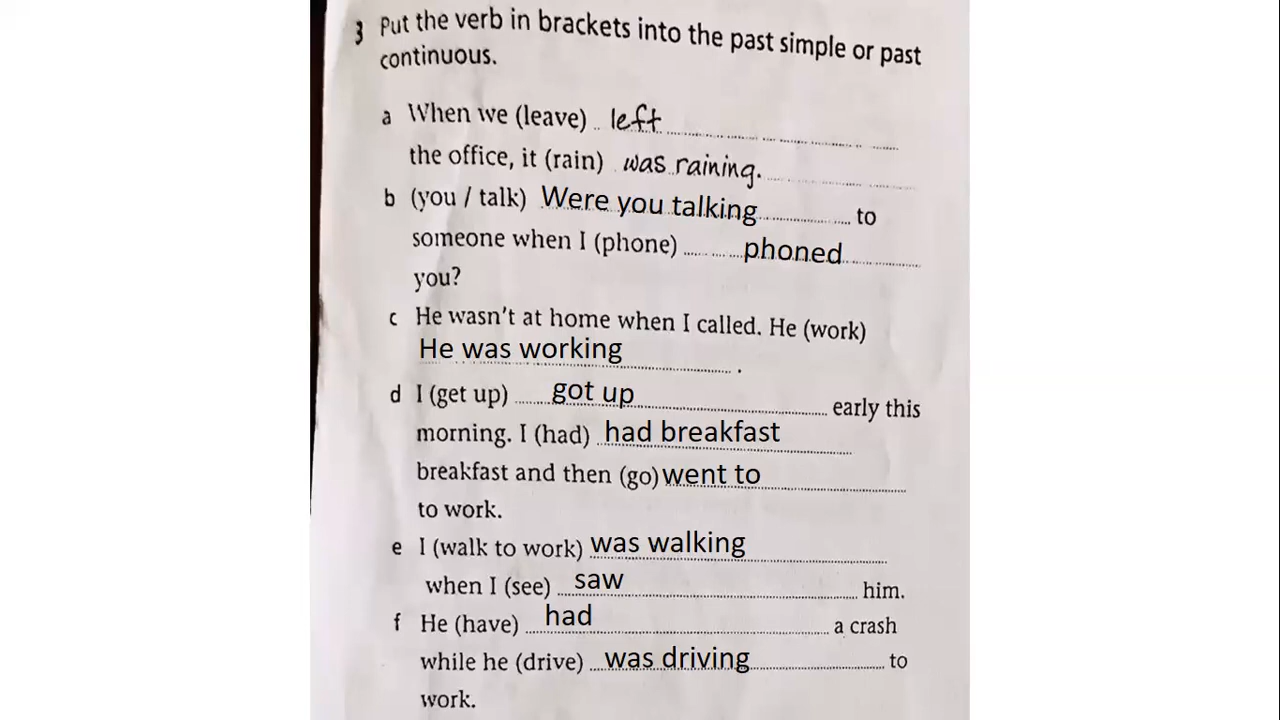 3 Put the verb in brackets into the past simple or past
continuous.
a When we (leave) left
the office, it (rain) was raining.
b (you / talk) Were you talking to
someone when I (phone) phoned
you?
c He wasn't at home when I called. He (work)
He was working .
d I (get up) got up early this
morning. I (had) had breakfast
breakfast and then (go) went to
to work.
e I (walk to work) was walking
when I (see) saw him.
f He (have) had a crash
while he (drive) was driving to
work.